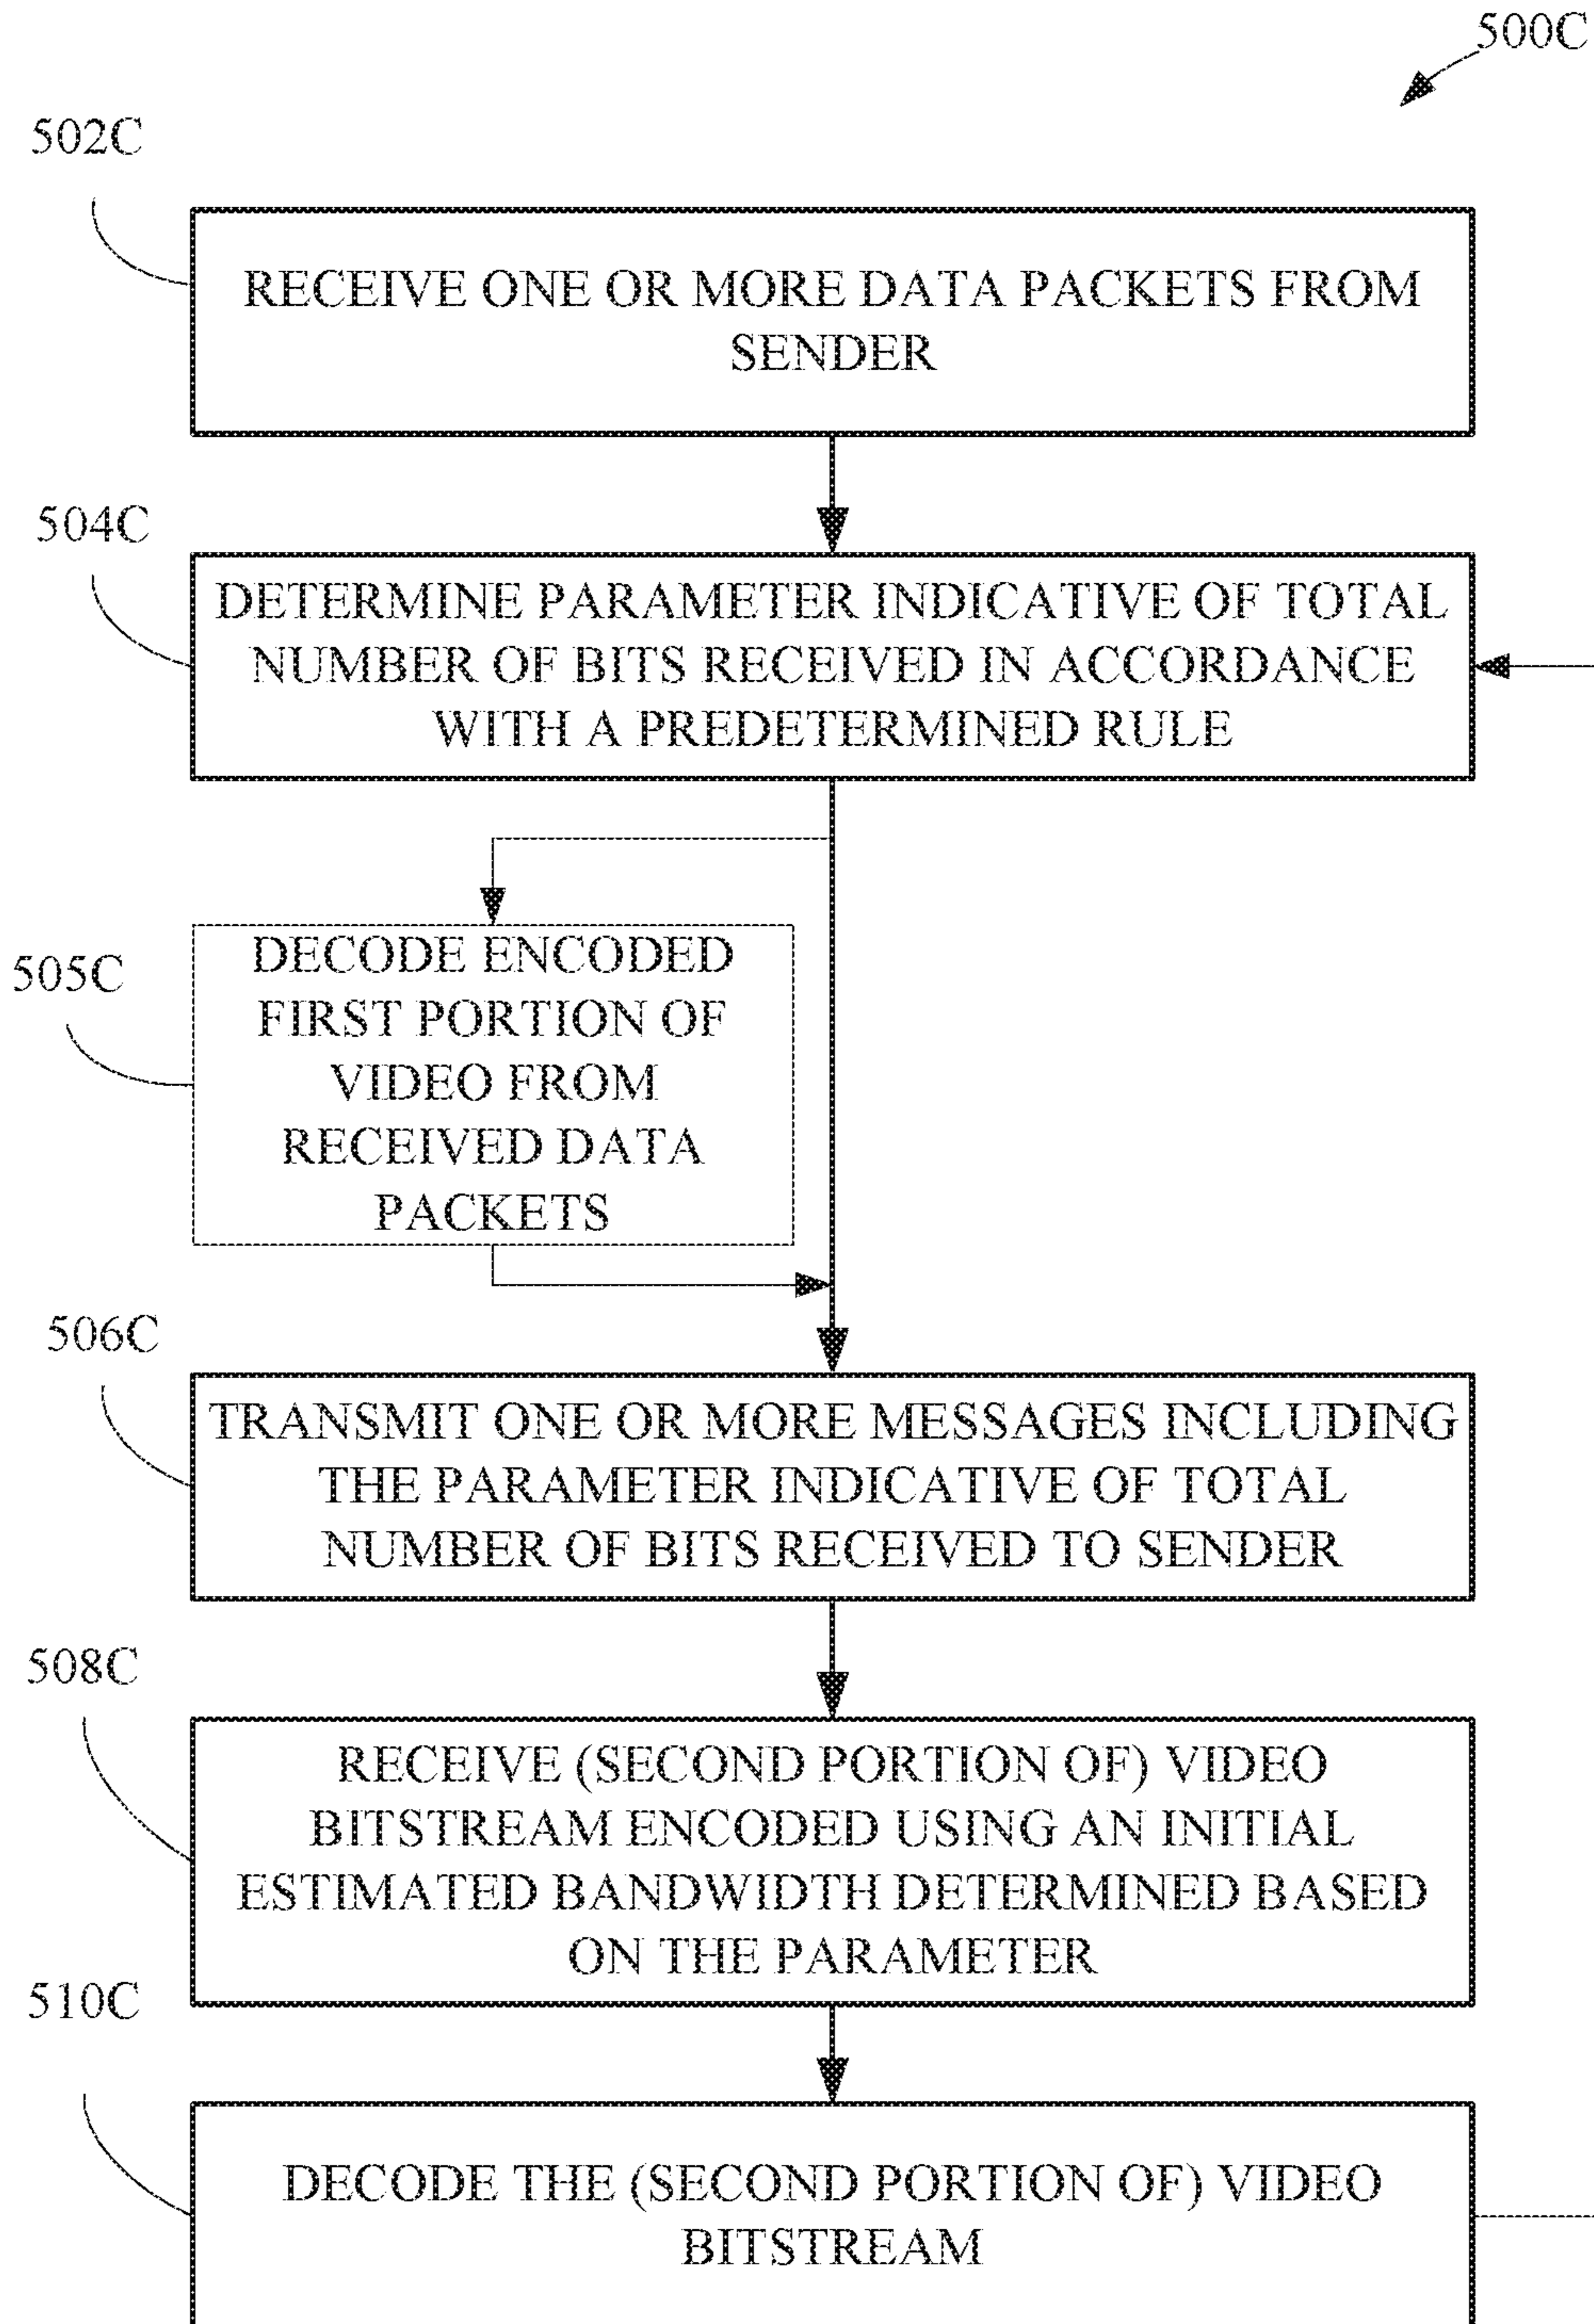 500C
502C
RECEIVE ONE OR MORE DATA PACKETS FROM
SENDER
504C
DETERMINE PARAMETER INDICATIVE OF TOTAL
NUMBER OF BITS RECEIVED IN ACCORDANCE
WITH A PREDETERMINED RULE
505C
DECODE ENCODED
FIRST PORTION OF
VIDEO FROM
RECEIVED DATA
PACKETS
506C
TRANSMIT ONE OR MORE MESSAGES INCLUDING
THE PARAMETER INDICATIVE OF TOTAL
NUMBER OF BITS RECEIVED TO SENDER
508C
RECEIVE (SECOND PORTION OF) VIDEO
BITSTREAM ENCODED USING AN INITIAL
ESTIMATED BANDWIDTH DETERMINED BASED
ON THE PARAMETER
510C
DECODE THE (SECOND PORTION OF) VIDEO
BITSTREAM